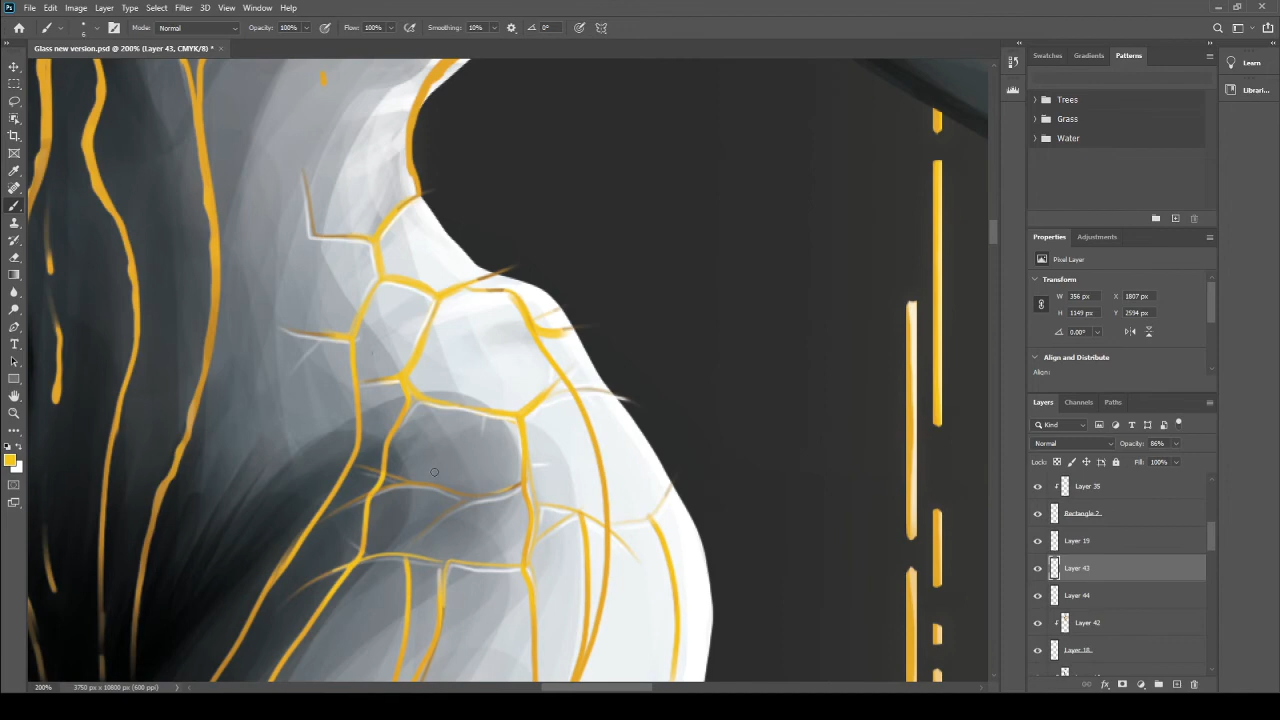 File Edit Image Layer Type Select Filter 3D View Window Help
6 Mode: Normal Opacity: 100% Flow: 100% Smoothing: 10% 0°
Glass new version.psd @ 200% (Layer 43, CMYK/8) * ×
Swatches Gradients Patterns
Trees
Grass
Water
Learn
Librari...
Properties Adjustments
Pixel Layer
Transform
W 356 px X 1807 px
H 1149 px Y 2594 px
0.00°
Align and Distribute
Align:
Layers Channels Paths
Kind
Normal Opacity: 86%
Lock: Fill: 100%
Layer 35
Rectangle 2
Layer 19
Layer 43
Layer 44
Layer 42
Layer 18
200% 3750 px x 10800 px (600 ppi)